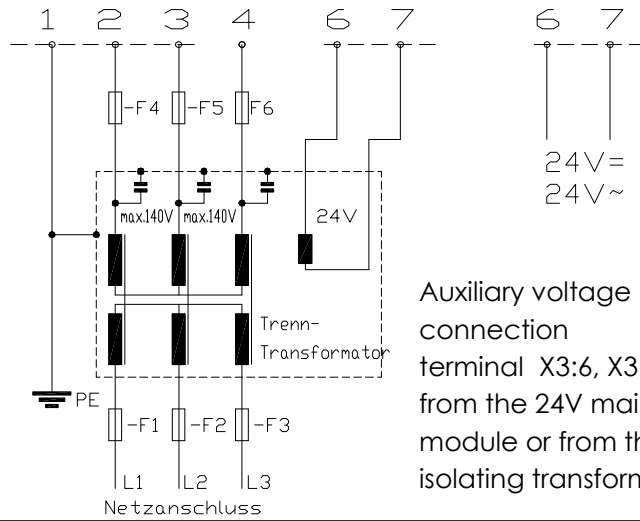 1 2 3 4 6 7 6 7
-F4 -F5 F6
24V=
24V~
max.140V max.140V 24V
Auxiliary voltage
connection
Trenn-
Transformator
terminal X3:6, X3
PE
from the 24V mai
-F1 -F2 -F3
module or from th
isolating transform
L1 L2 L3
Netzanschluss